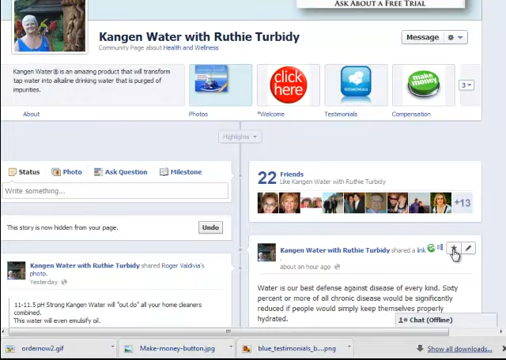 ASK ABOUT A FREE TRIAL
Kangen Water with Ruthie Turbidy
Community Page about Health and Wellness
Message
Kangen Water® is an amazing product that will transform
tap water into alkaline drinking water that is purged of
impurities.
click
here
make
money
3
About
Photos
*Welcome
Testimonials
Compensation
Highlights
Status
Photo
Ask Question
Milestone
Write something...
This story is now hidden from your page.
Undo
Kangen Water with Ruthie Turbidy shared Roger Valdivia's
photo.
Yesterday
11-11.5 pH Strong Kangen Water will "out do" all your home cleaners
combined.
This water will even emulsify oil.
22 Friends
Like Kangen Water with Ruthie Turbidy
+13
Kangen Water with Ruthie Turbidy shared a link
about an hour ago
Water is our best defense against disease of every kind. Sixty
percent or more of all chronic disease would be significantly
reduced if people would simply keep themselves properly
hydrated.
Chat (Offline)
ordernow2.gif
Make-money-button.jpg
blue_testimonials_b....png
Show all downloads...